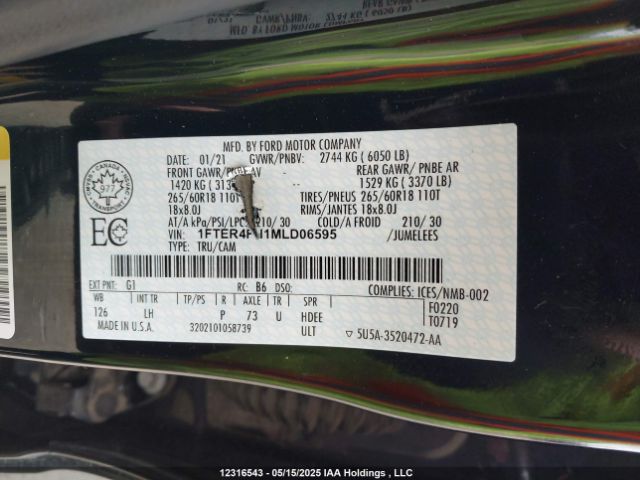 MFD. BY FORD MOTOR COMPANY
DATE: 01/21 GVWR/PNBV: 2744 KG ( 6050 LB)
FRONT GAWR/ AV REAR GAWR/ PNBE AR
1420 KG ( -- 1529 KG ( 3370 LB)
265/60R18 110T TIRES/PNEUS 265/60R18 110T
18x8.0J RIMS/JANTES 18x8.0J
AT/A kPa/PSI/LPC 210/ 30 COLD/A FROID 210/ 30
VIN: 1MLD06595 /JUMELEES
TYPE: TRU/CAM
CANADA
977
EC
EXT PNT: G1 RC: B6 DSO: COMPLIES: ICES/NMB-002
WB INT TR TP/PS R AXLE TR SPR F0220
126 LH P 73 U HDEE T0719
MADE IN U.S.A. 3202101058739 ULT ▽ 5U5A-3520472-AA
12316543 - 05/15/2025 IAA Holdings , LLC